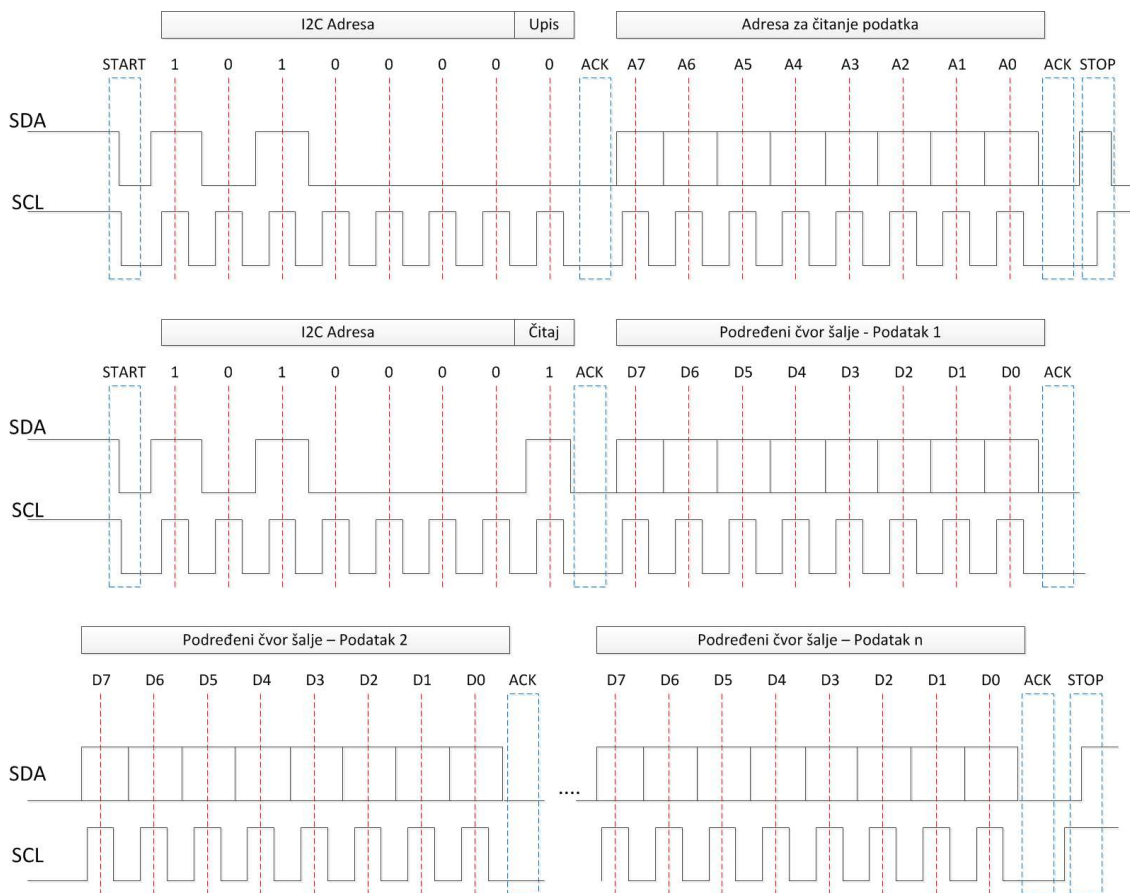 I2C Adresa Upis Adresa za čitanje podatka
START 1 0 1 0 0 0 0 0 ACK A7 A6 A5 A4 A3 A2 A1 A0 ACK STOP
SDA
SCL
I2C Adresa Čitaj Podređeni čvor šalje - Podatak 1
START 1 0 1 0 0 0 0 1 ACK D7 D6 D5 D4 D3 D2 D1 D0 ACK
SDA
SCL
Podređeni čvor šalje – Podatak 2 Podređeni čvor šalje – Podatak n
D7 D6 D5 D4 D3 D2 D1 D0 ACK D7 D6 D5 D4 D3 D2 D1 D0 ACK STOP
SDA
....
SCL